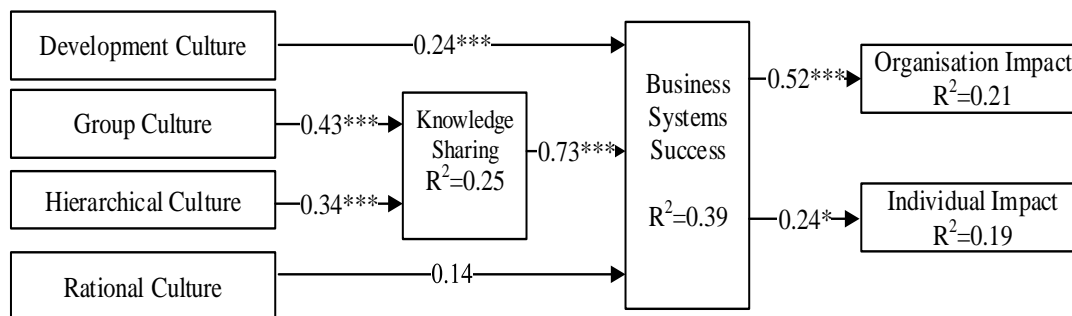 Development Culture
0.24***
Group Culture
0.43***
Hierarchical Culture
0.34***
Rational Culture
0.14
Knowledge
Sharing
R²=0.25
0.73***
Business
Systems
Success
R²=0.39
0.52***
Organisation Impact
R²=0.21
0.24*
Individual Impact
R²=0.19